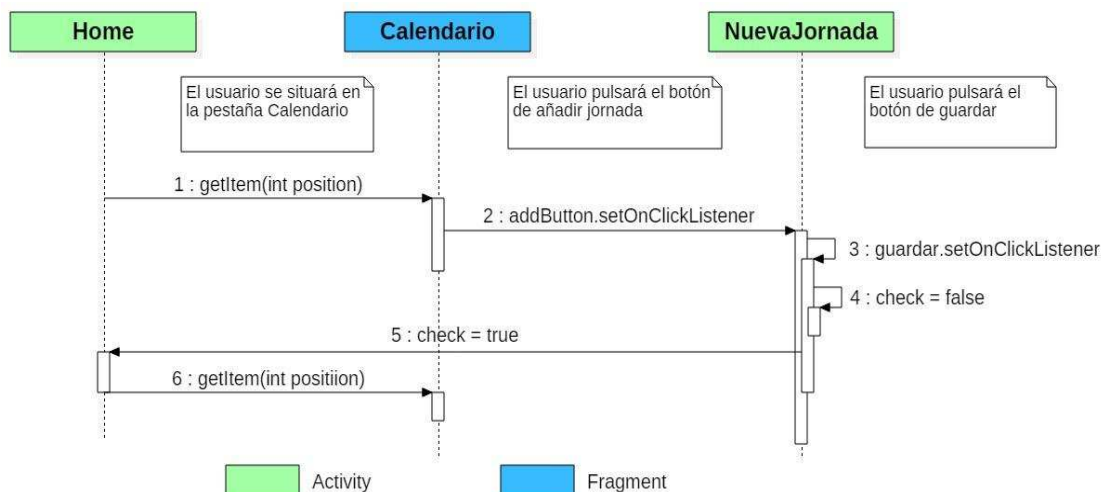 Home
Calendario
NuevaJornada
El usuario se situará en
la pestaña Calendario
El usuario pulsará el botón
de añadir jornada
El usuario pulsará el
botón de guardar
1 : getItem(int position)
2 : addButton.setOnClickListener
3 : guardar.setOnClickListener
4 : check = false
5 : check = true
6 : getItem(int positiion)
Activity
Fragment